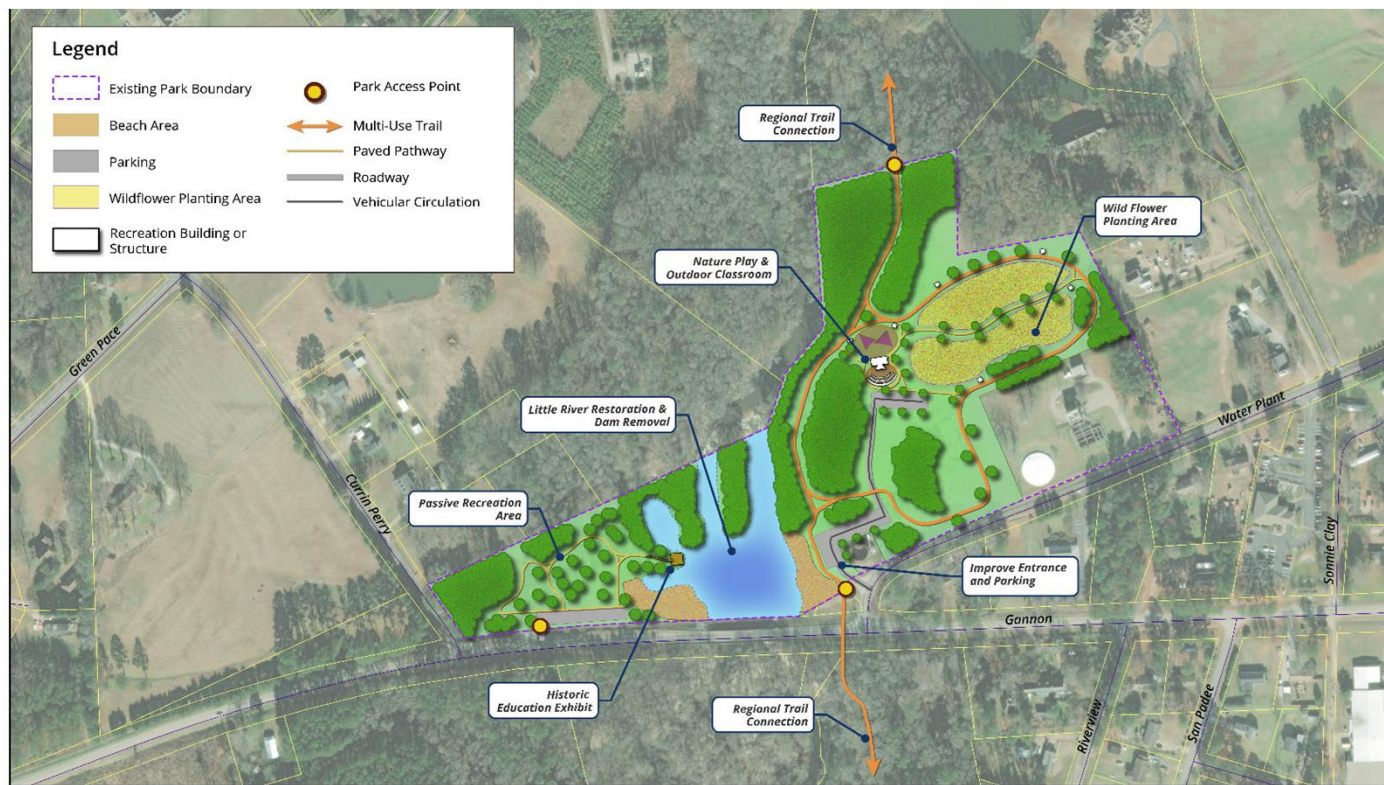 Legend
Existing Park Boundary
Beach Area
Parking
Wildflower Planting Area
Recreation Building or
Structure
Park Access Point
Multi-Use Trail
Paved Pathway
Roadway
Vehicular Circulation
Regional Trail
Connection
Wild Flower
Planting Area
Nature Play &
Outdoor Classroom
Little River Restoration &
Dam Removal
Passive Recreation
Area
Improve Entrance
and Parking
Historic
Education Exhibit
Regional Trail
Connection
Green Pace
Currin Perry
Water Plant
Sonnie Clay
Gannon
Riverview
San Padee